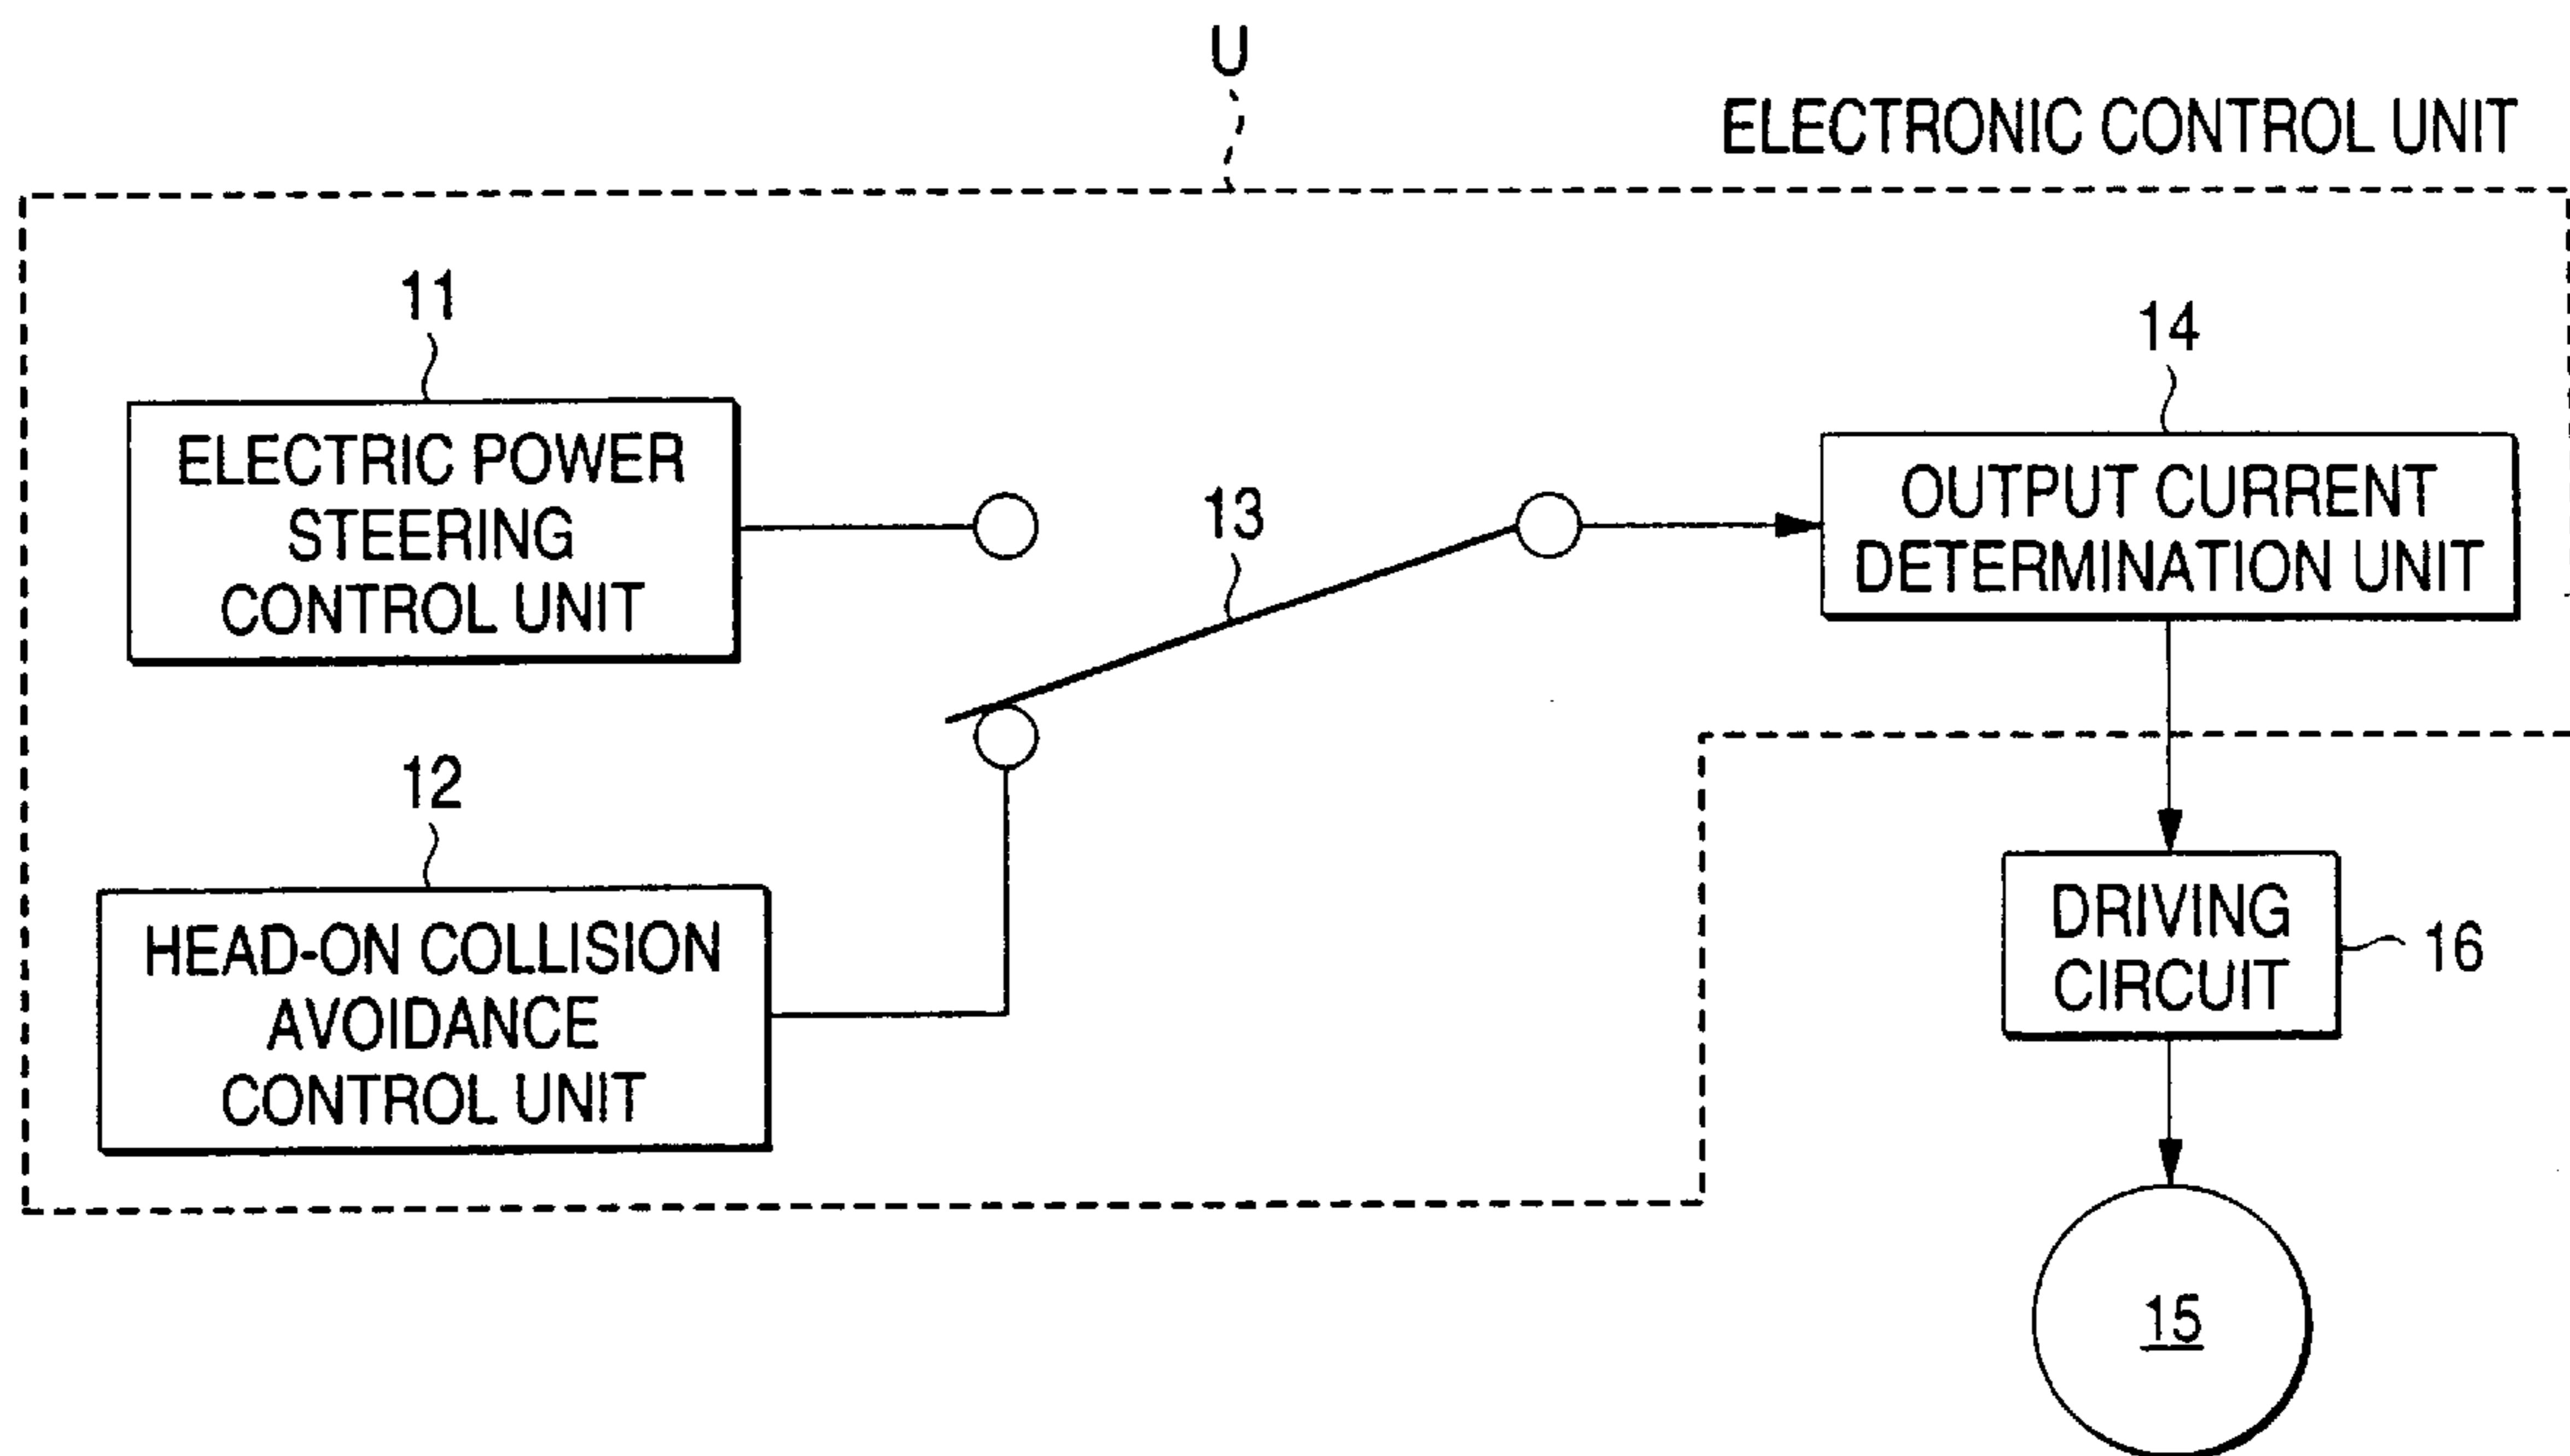 U
ELECTRONIC CONTROL UNIT
11
ELECTRIC POWER
STEERING
CONTROL UNIT
13
14
OUTPUT CURRENT
DETERMINATION UNIT
12
HEAD-ON COLLISION
AVOIDANCE
CONTROL UNIT
DRIVING
CIRCUIT
16
15